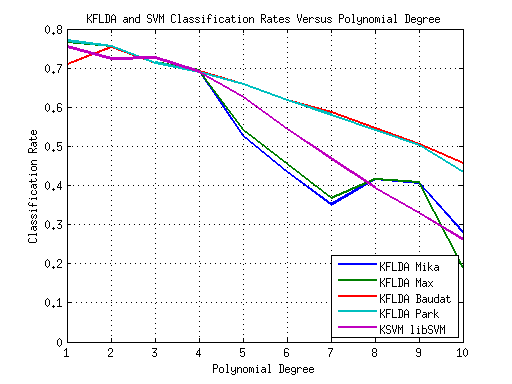 KFLDA and SVM Classification Rates Versus Polynomial Degree
0.8
0.7
0.6
0.5
0.4
0.3
0.2
0.1
0
Classification Rate
KFLDA Mika
KFLDA Max
KFLDA Baudat
KFLDA Park
KSVM libSVM
1 2 3 4 5 6 7 8 9 10
Polynomial Degree